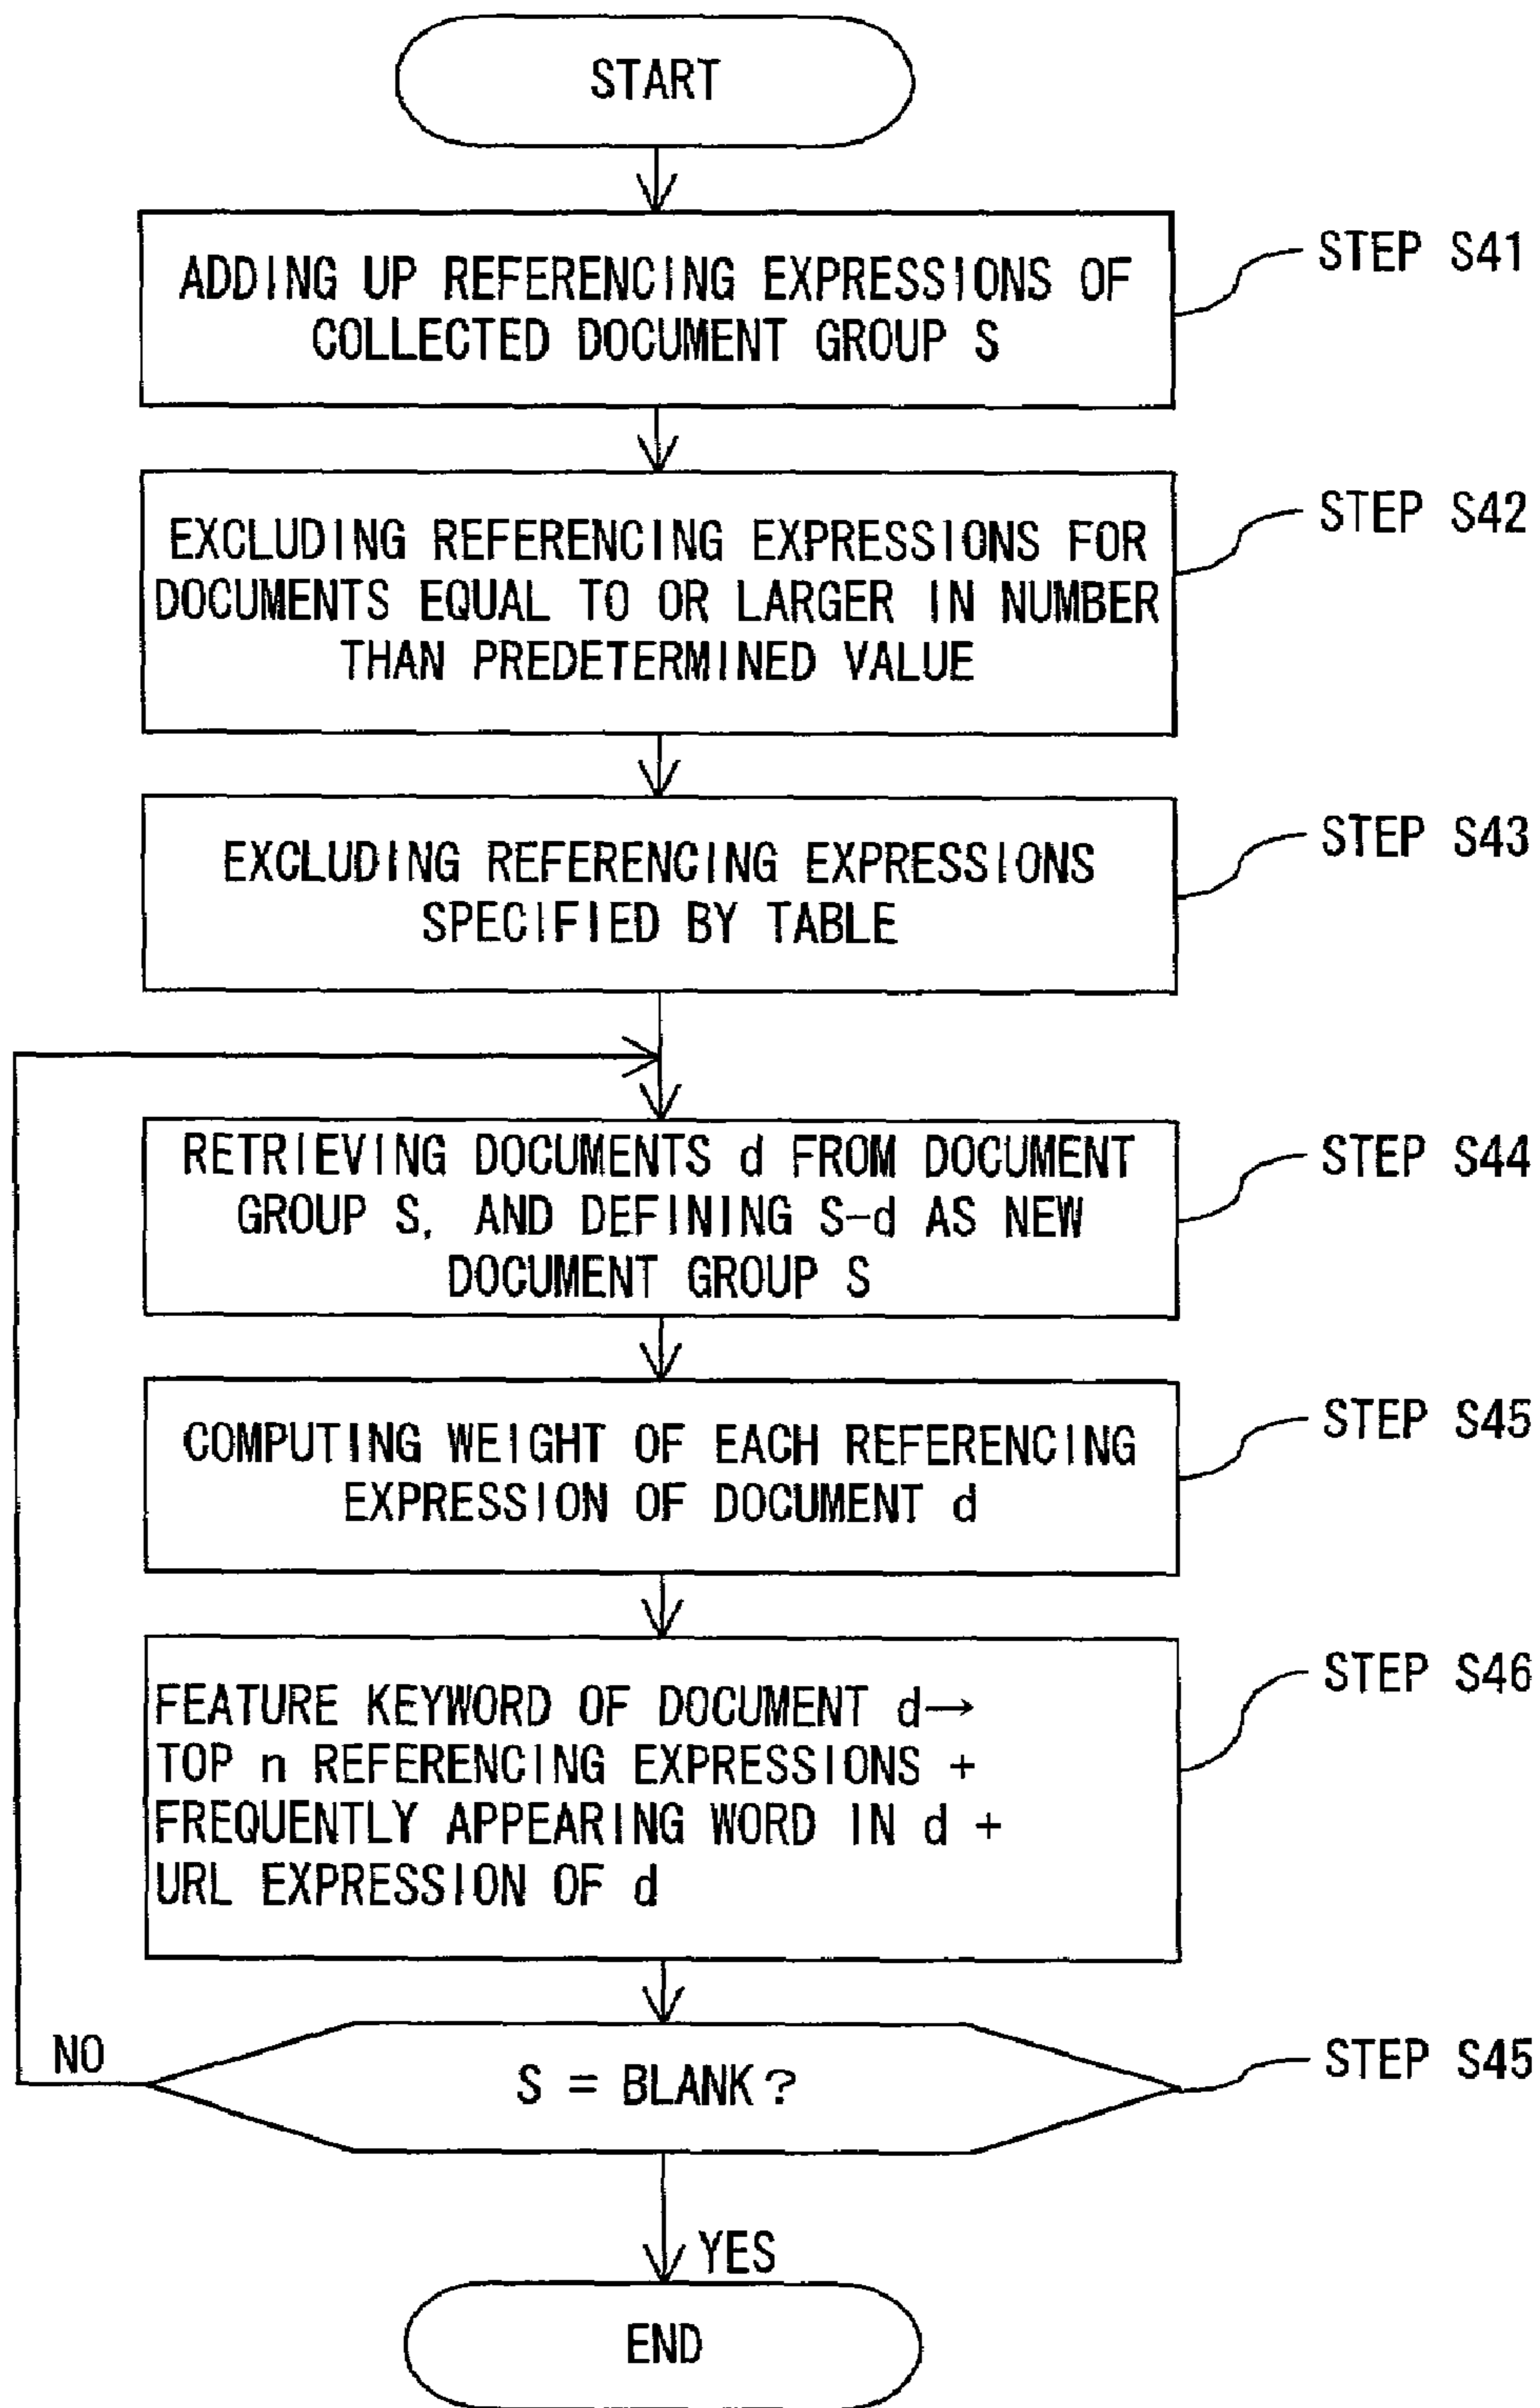 START
ADDING UP REFERENCING EXPRESSIONS OF
COLLECTED DOCUMENT GROUP S
STEP S41
EXCLUDING REFERENCING EXPRESSIONS FOR
DOCUMENTS EQUAL TO OR LARGER IN NUMBER
THAN PREDETERMINED VALUE
STEP S42
EXCLUDING REFERENCING EXPRESSIONS
SPECIFIED BY TABLE
STEP S43
RETRIEVING DOCUMENTS d FROM DOCUMENT
GROUP S, AND DEFINING S-d AS NEW
DOCUMENT GROUP S
STEP S44
COMPUTING WEIGHT OF EACH REFERENCING
EXPRESSION OF DOCUMENT d
STEP S45
FEATURE KEYWORD OF DOCUMENT d→
TOP n REFERENCING EXPRESSIONS +
FREQUENTLY APPEARING WORD IN d +
URL EXPRESSION OF d
STEP S46
NO
S = BLANK?
STEP S45
YES
END